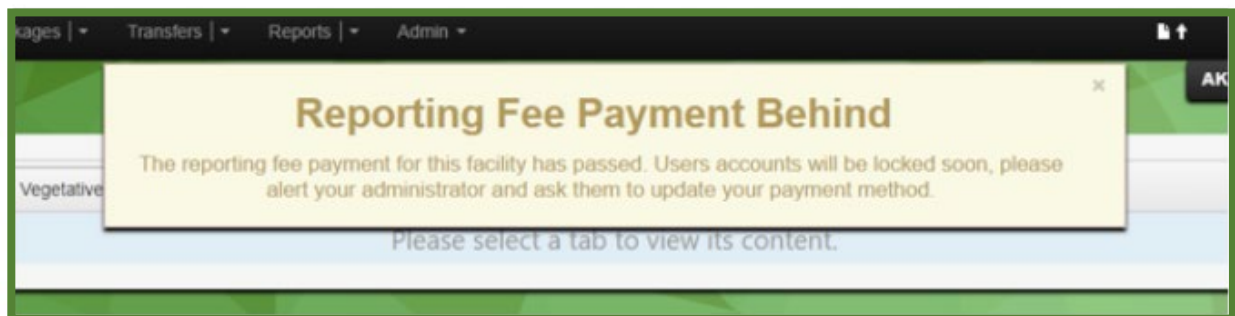 kages | Transfers | Reports | Admin
AK
×
Reporting Fee Payment Behind
The reporting fee payment for this facility has passed. Users accounts will be locked soon, please
alert your administrator and ask them to update your payment method.
Vegetative
Please select a tab to view its content.